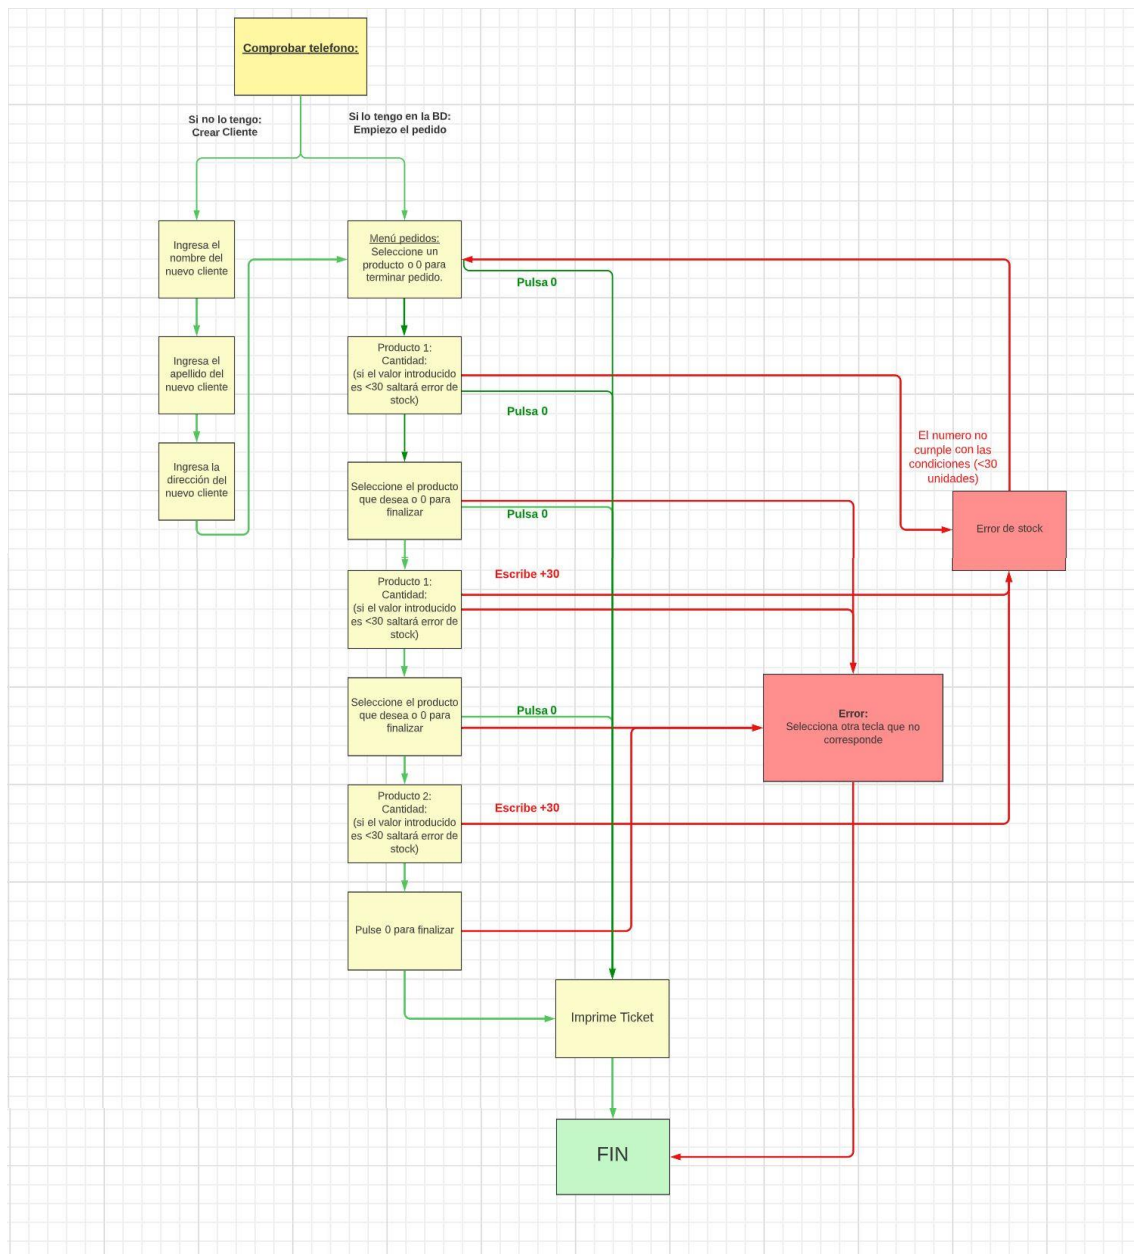 Comprobar telefono:
Si no lo tengo:
Crear Cliente
Si lo tengo en la BD:
Empiezo el pedido
Ingresa el
nombre del
nuevo cliente
Menú pedidos:
Seleccione un
producto o 0 para
terminar pedido.
Pulsa 0
Ingresa el
apellido del
nuevo cliente
Producto 1:
Cantidad:
(si el valor introducido
es <30 saltará error de
stock)
Pulsa 0
El numero no
cumple con las
condiciones (<30
unidades)
Ingresa la
dirección del
nuevo cliente
Seleccione el producto
que desea o 0 para
finalizar
Pulsa 0
Error de stock
Escribe +30
Producto 1:
Cantidad:
(si el valor introducido
es <30 saltará error de
stock)
Seleccione el producto
que desea o 0 para
finalizar
Pulsa 0
Error:
Selecciona otra tecla que no
corresponde
Producto 2:
Cantidad:
(si el valor introducido
es <30 saltará error de
stock)
Escribe +30
Pulse 0 para finalizar
Imprime Ticket
FIN